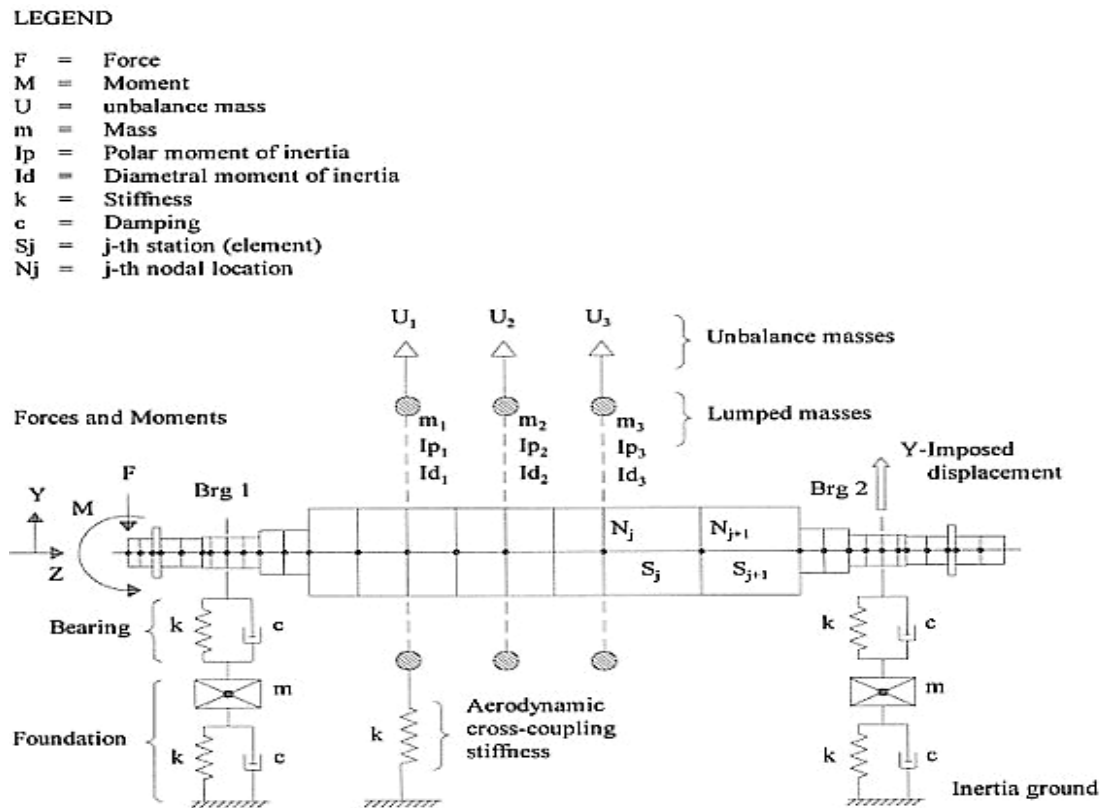 LEGEND
F = Force
M = Moment
U = unbalance mass
m = Mass
Ip = Polar moment of inertia
Id = Diametral moment of inertia
k = Stiffness
c = Damping
Sj = j-th station (element)
Nj = j-th nodal location
U1 U2 U3
Unbalance masses
Forces and Moments
Lumped masses
m1 m2 m3
Ip1 Ip2 Ip3
Id1 Id2 Id3
Y-Imposed
displacement
F
Brg 1
Brg 2
Y
M
Nj
Nj+1
Z
Sj
Sj+1
Bearing
k c
k c
m
m
Foundation
k c
k
Aerodynamic
cross-coupling
stiffness
k c
Inertia ground